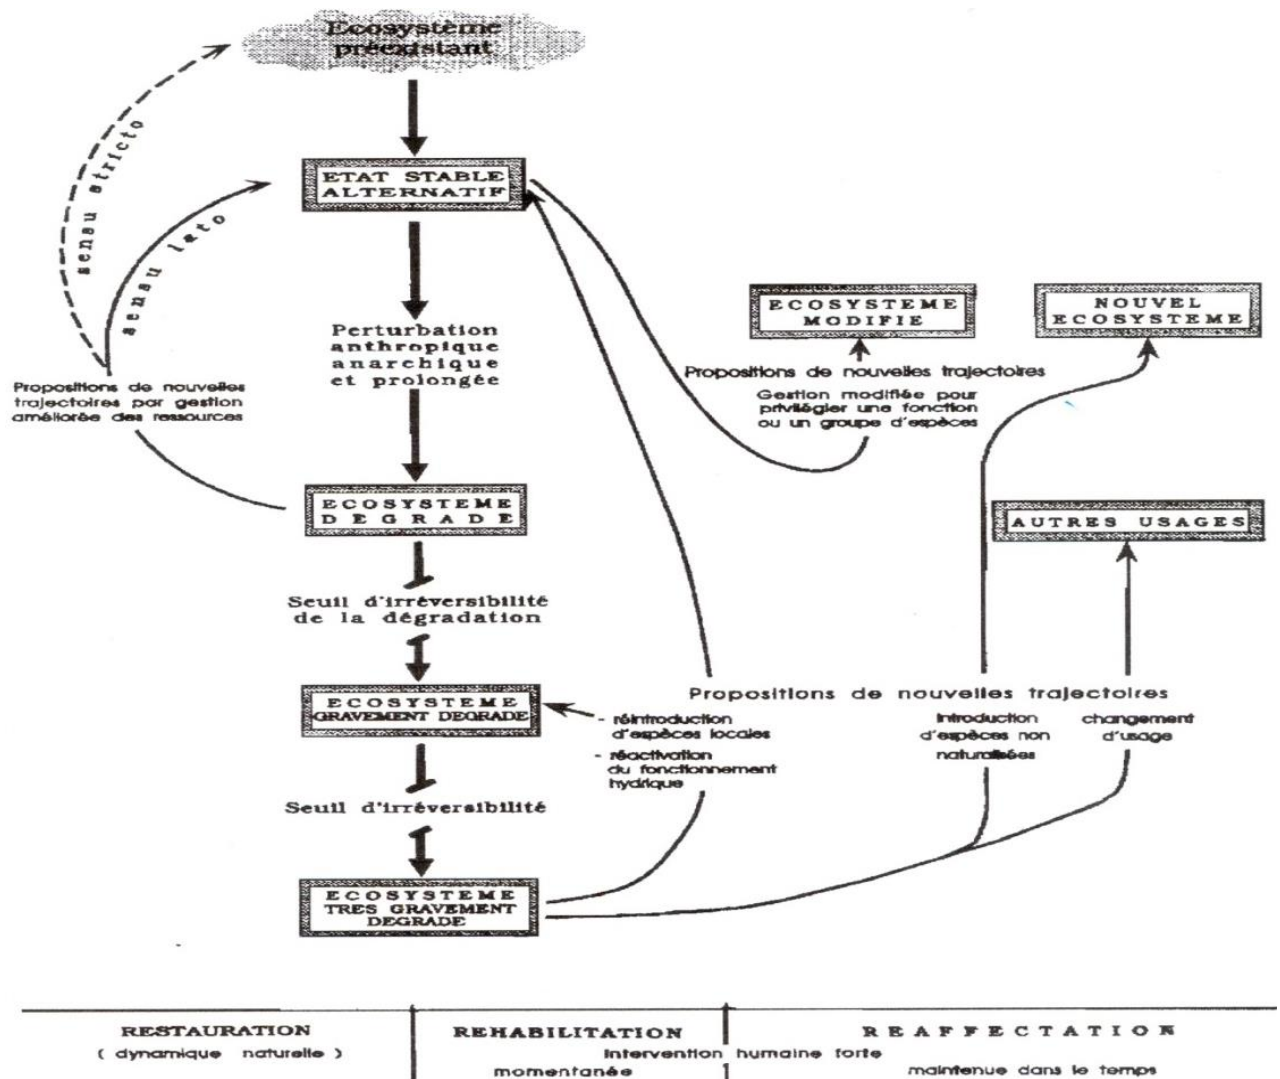 Ecosystème
préexistant
sensu stricto
ETAT STABLE
ALTERNATIF
sensu lato
ECOSYSTEME
MODIFIE
NOUVEL
ECOSYSTEME
Perturbation
anthropique
anarchique
et prolongée
Propositions de nouvelles
trajectoires par gestion
améliorée des ressources
Propositions de nouvelles trajectoires
Gestion modifiée pour
privilégier une fonction
ou un groupe d'espèces
ECOSYSTEME
DEGRADE
AUTRES USAGES
Seuil d'irréversibilité
de la dégradation
ECOSYSTEME
GRAVEMENT DEGRADE
Propositions de nouvelles trajectoires
- réintroduction
d'espèces locales
- réactivation
du fonctionnement
hydrique
Introduction
d'espèces non
naturalisées
changement
d'usage
Seuil d'irréversibilité
ECOSYSTEME
TRES GRAVEMENT
DEGRADE
RESTAURATION
( dynamique naturelle )
REHABILITATION
REAFFECTATION
Intervention humaine forte
momentanée
maintenue dans le temps